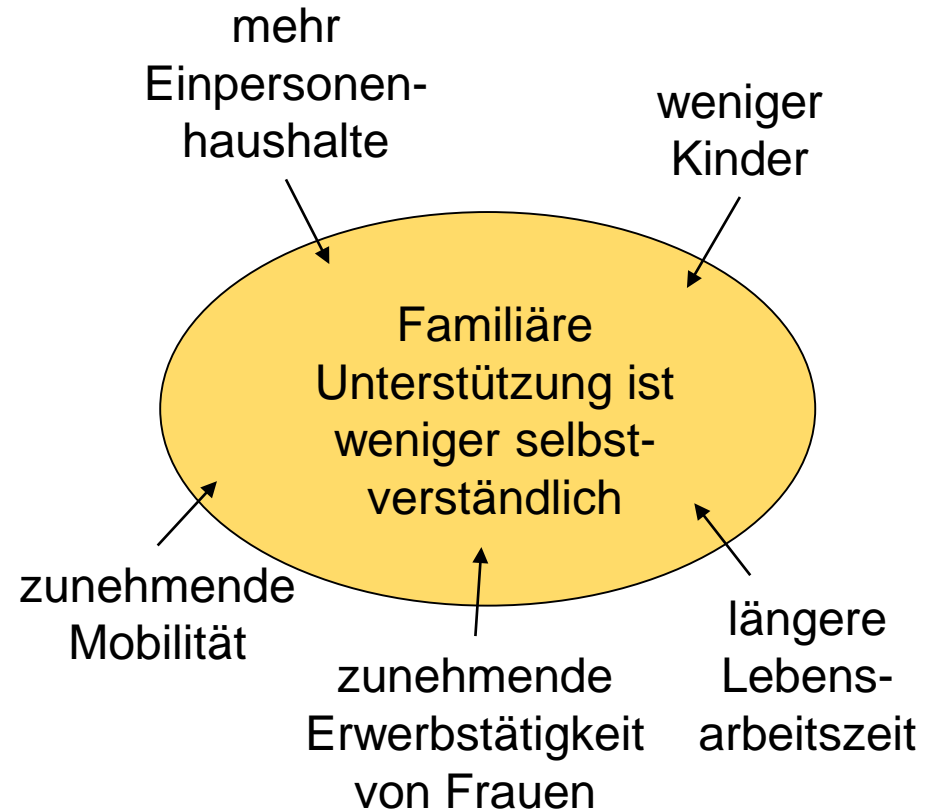 mehr
Einpersonen-
haushalte
weniger
Kinder
Familiäre
Unterstützung ist
weniger selbst-
verständlich
zunehmende
Mobilität
zunehmende
Erwerbstätigkeit
von Frauen
längere
Lebens-
arbeitszeit